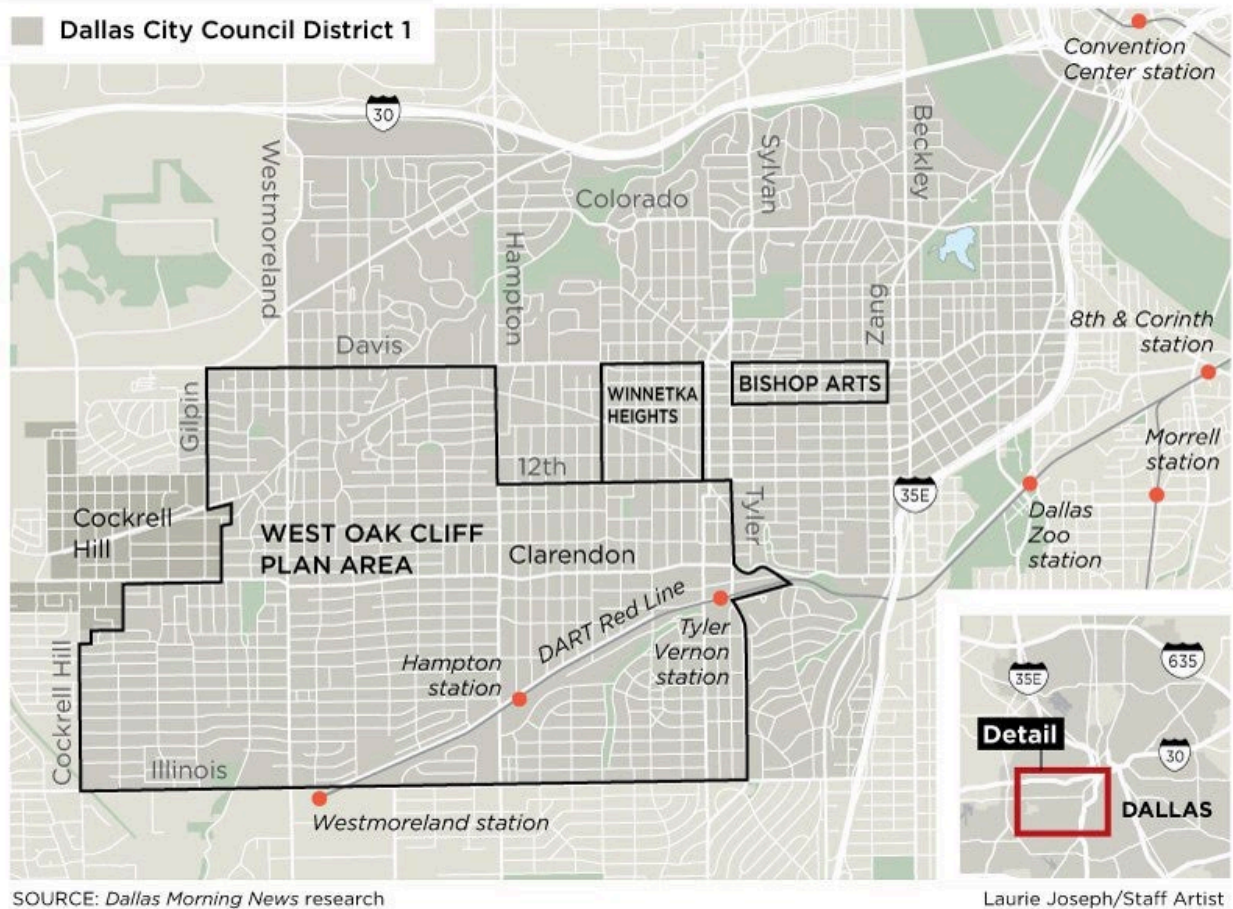 Dallas City Council District 1
Convention
Center station
30
Westmoreland
Sylvan
Beckley
Colorado
Hampton
Zang
8th & Corinth
station
Davis
Gilpin
WINNETKA
HEIGHTS
BISHOP ARTS
Morrell
station
12th
Tyler
35E
Cockrell
Hill
WEST OAK CLIFF
PLAN AREA
Clarendon
Dallas
Zoo
station
DART Red Line
Tyler
Vernon
station
Hampton
station
Cockrell Hill
Illinois
Westmoreland station
35E
635
Detail
30
DALLAS
SOURCE: Dallas Morning News research
Laurie Joseph/Staff Artist